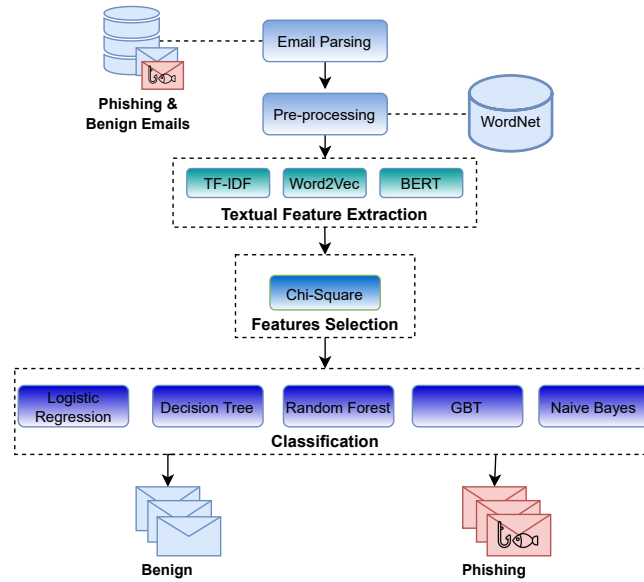 Email Parsing
Phishing &
Benign Emails
Pre-processing
WordNet
TF-IDF
Word2Vec
BERT
Textual Feature Extraction
Chi-Square
Features Selection
Logistic
Regression
Decision Tree
Random Forest
GBT
Naive Bayes
Classification
Benign
Phishing